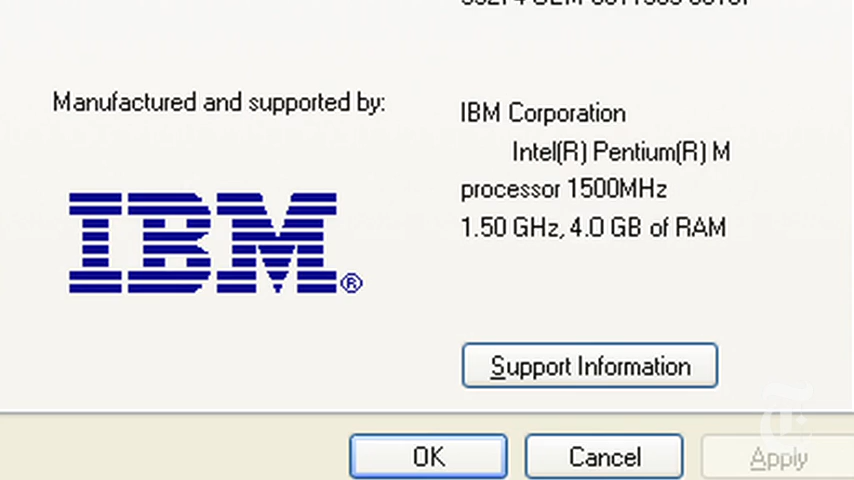 Manufactured and supported by:
IBM Corporation
Intel(R) Pentium(R) M
processor 1500MHz
1.50 GHz, 4.0 GB of RAM
IBM®
Support Information
T
OK
Cancel
Apply